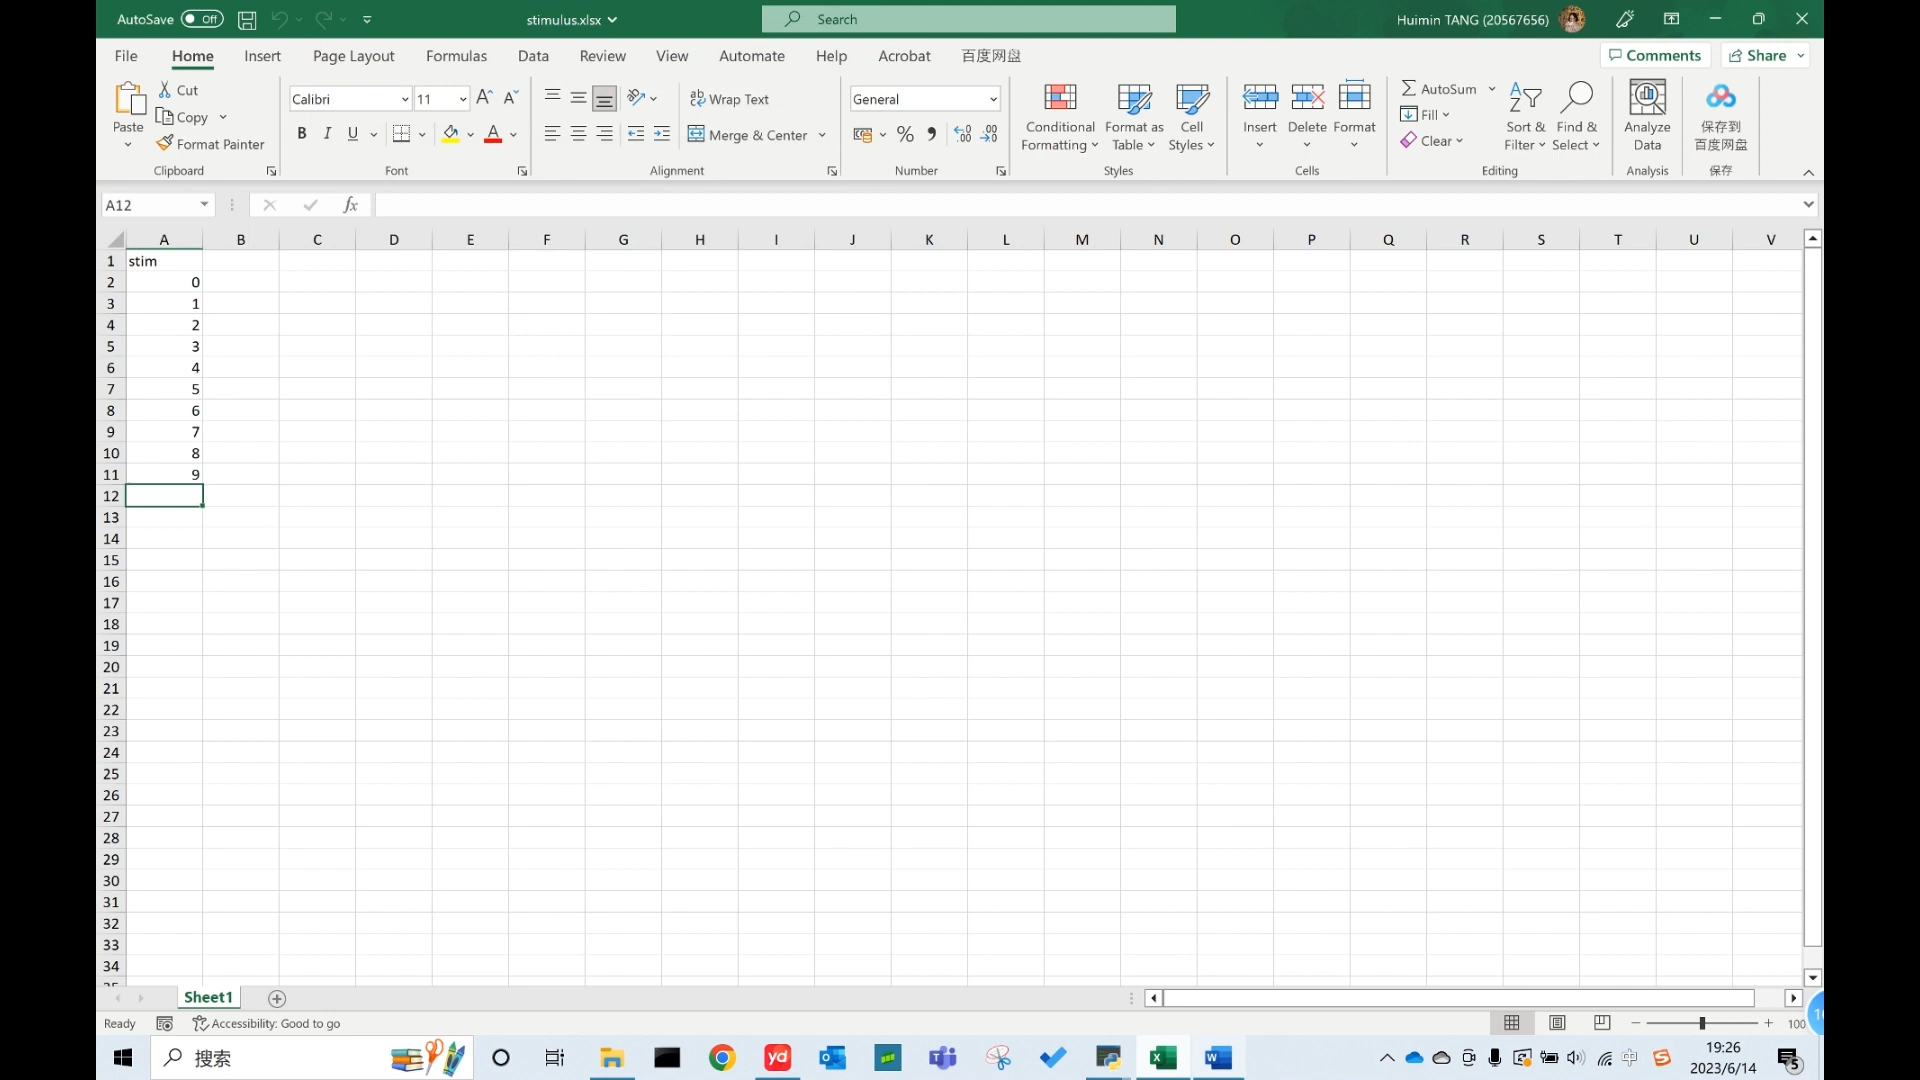 AutoSave Off stimulus.xlsx Search Huimin TANG (20567656)
File Home Insert Page Layout Formulas Data Review View Automate Help Acrobat 百度网盘 Comments Share
Paste Cut Copy Format Painter Clipboard
Calibri 11 B I U A Font
Wrap Text Merge & Center Alignment
General % Number
Conditional Formatting Format as Table Cell Styles Styles
Insert Delete Format Cells
AutoSum Fill Clear Sort & Filter Find & Select Editing
Analyze Data Analysis
保存到 百度网盘 保存
A12 fx
A B C D E F G H I J K L M N O P Q R S T U V
1 stim
2 0
3 1
4 2
5 3
6 4
7 5
8 6
9 7
10 8
11 9
12
13
14
15
16
17
18
19
20
21
22
23
24
25
26
27
28
29
30
31
32
33
34
Sheet1
Ready Accessibility: Good to go 100
搜索 yd 中 19:26
2023/6/14 5